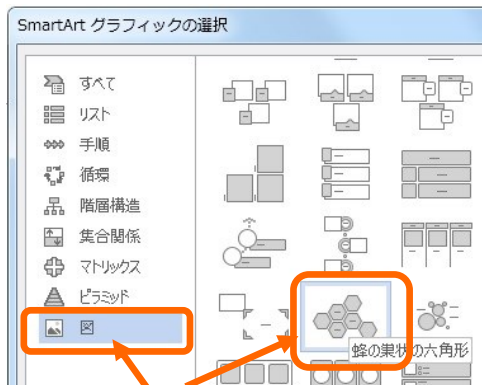 SmartArt グラフィックの選択
すべて
リスト
手順
循環
階層構造
集合関係
マトリックス
ピラミッド
図
蜂の巣状の六角形